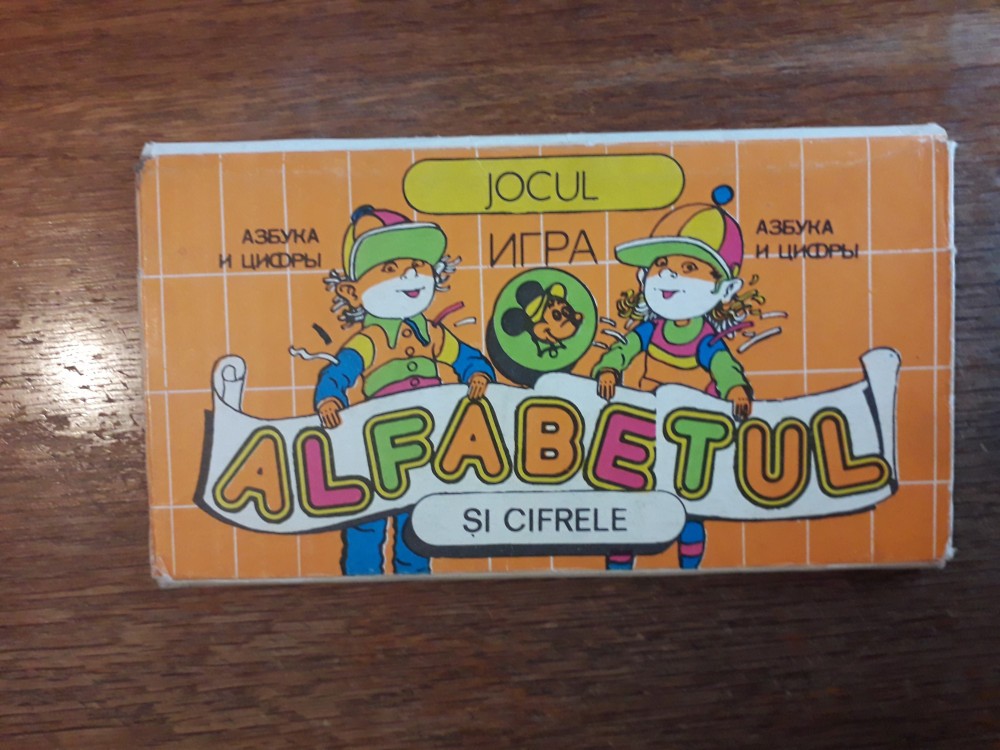 JOCUL
ИГРА
АЗБУКА
И ЦИФРЫ
АЗБУКА
И ЦИФРЫ
ALFABETUL
ȘI CIFRELE